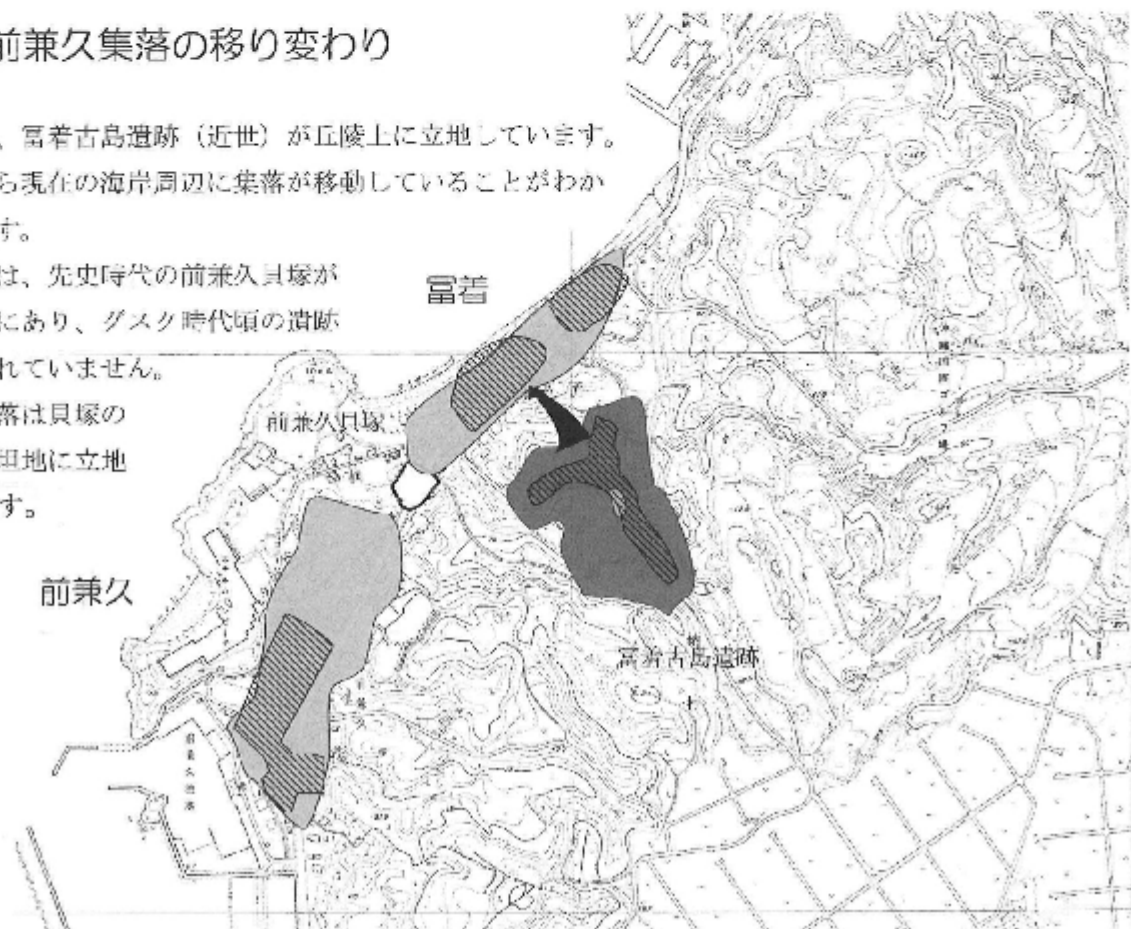 前兼久集落の移り変わり
、冨着古島遺跡（近世）が丘陵上に立地しています。
ら現在の海岸周辺に集落が移動していることがわか
す。
は、先史時代の前兼久貝塚が
にあり、グスク時代頃の遺跡
れていません。
落は貝塚の
田地に立地
す。
冨着
前兼久貝塚
前兼久
冨着古島遺跡